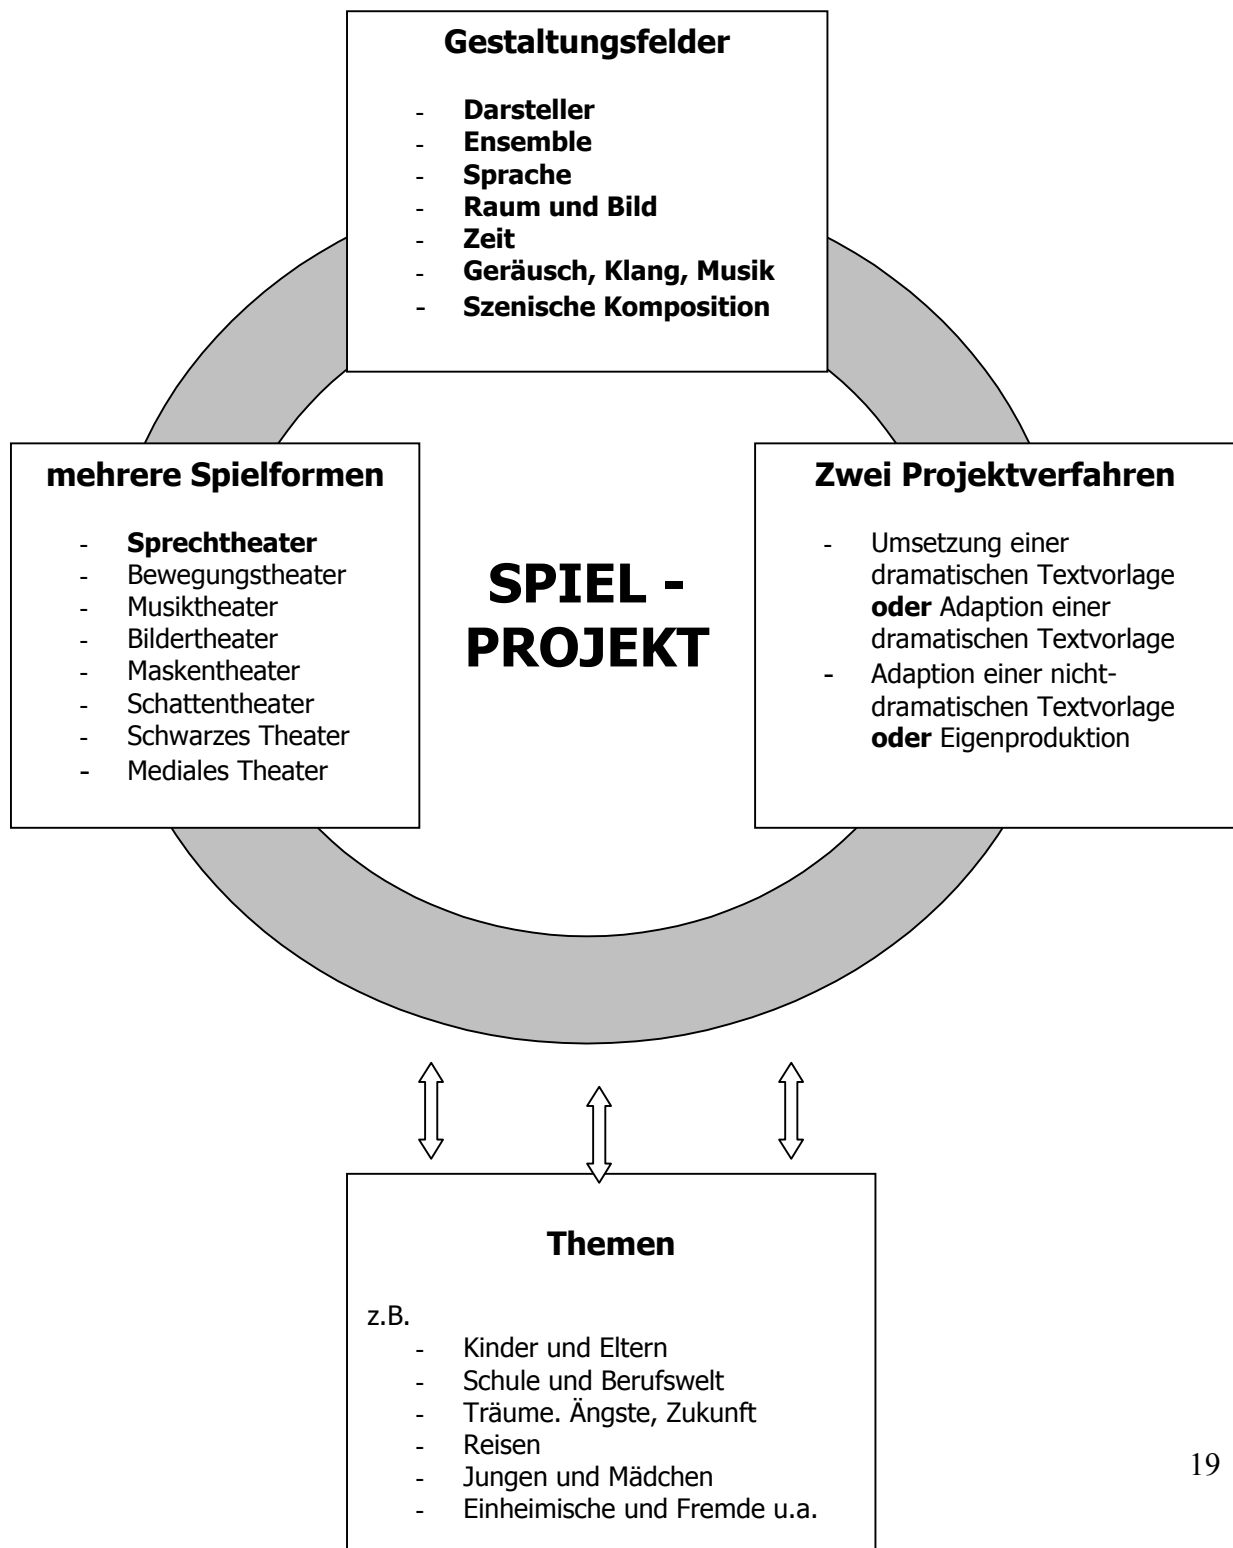 Gestaltungsfelder
- Darsteller
- Ensemble
- Sprache
- Raum und Bild
- Zeit
- Geräusch, Klang, Musik
- Szenische Komposition
mehrere Spielformen
- Sprechtheater
- Bewegungstheater
- Musiktheater
- Bildertheater
- Maskentheater
- Schattentheater
- Schwarzes Theater
- Mediales Theater
SPIEL -
PROJEKT
Zwei Projektverfahren
- Umsetzung einer
dramatischen Textvorlage
oder Adaption einer
dramatischen Textvorlage
- Adaption einer nicht-
dramatischen Textvorlage
oder Eigenproduktion
Themen
z.B.
- Kinder und Eltern
- Schule und Berufswelt
- Träume. Ängste, Zukunft
- Reisen
- Jungen und Mädchen
- Einheimische und Fremde u.a.
19